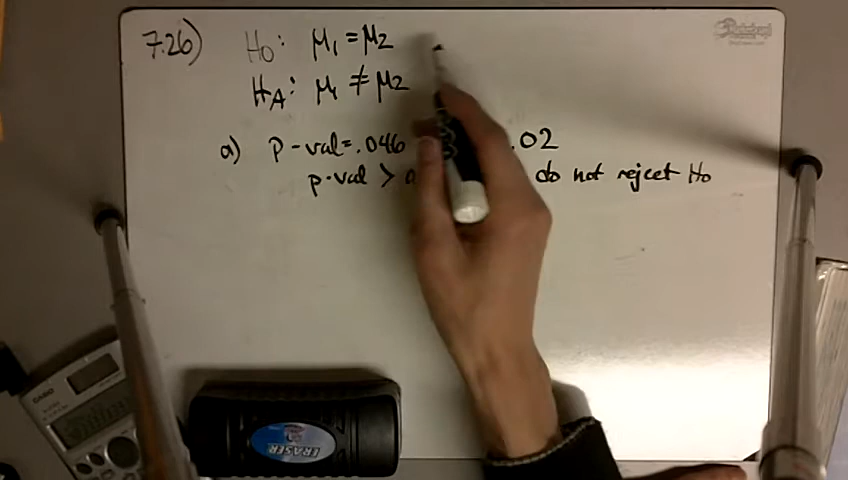 7.26) H0: μ1 = μ2
HA: μ1 ≠ μ2
a) p-val = .046 .02
p-val > do not reject H0
ERASER
CASIO